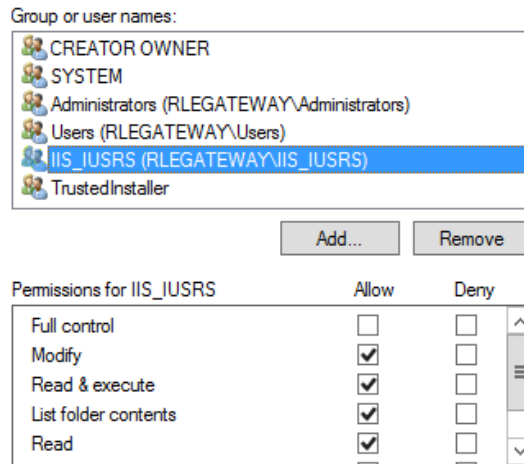 Group or user names:
CREATOR OWNER
SYSTEM
Administrators (RLEGATEWAY\Administrators)
Users (RLEGATEWAY\Users)
IIS_IUSRS (RLEGATEWAY\IIS_IUSRS)
TrustedInstaller
Add... Remove
Permissions for IIS_IUSRS Allow Deny
Full control
Modify
Read & execute
List folder contents
Read